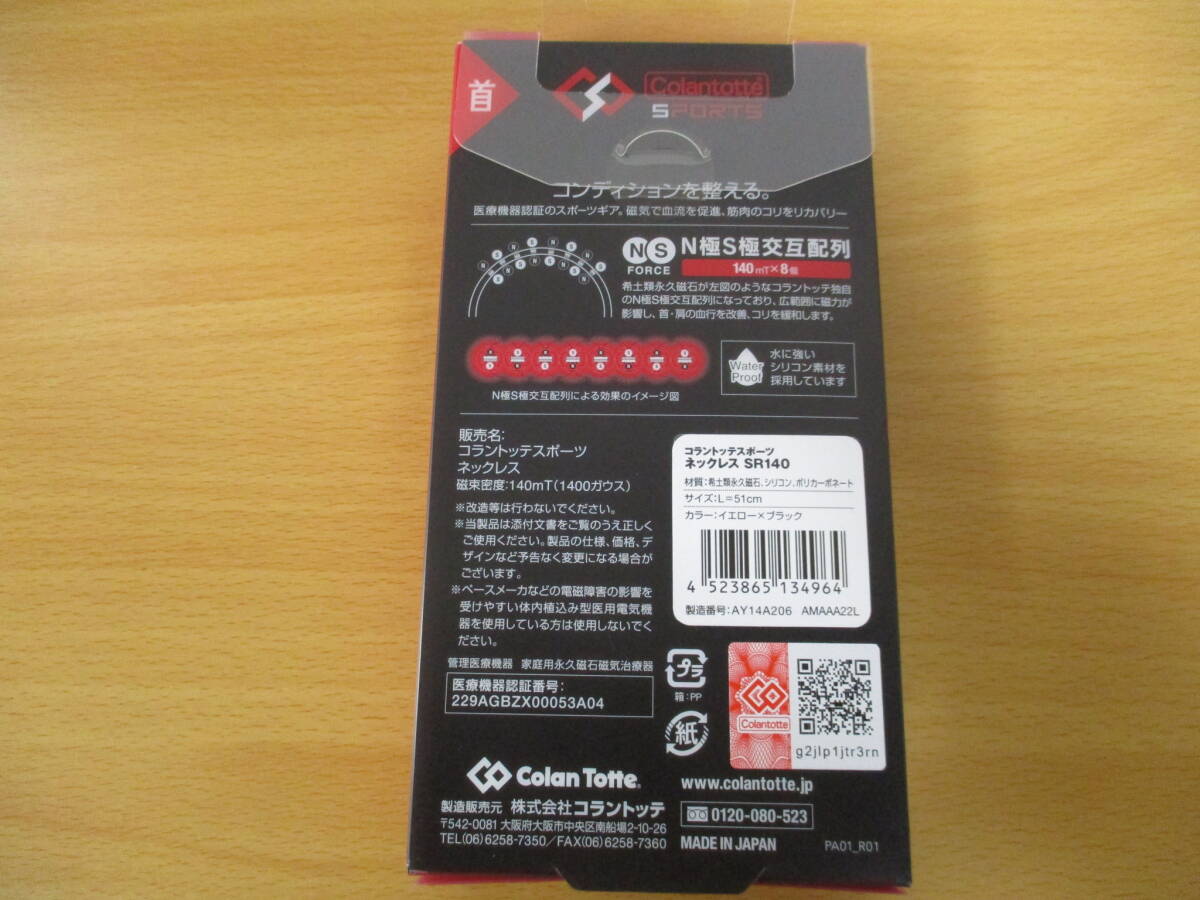 首
Colantotte
SPORTS
コンディションを整える。
医療機器認証のスポーツギア。磁気で血流を促進、筋肉のコリをリカバリー
NS
FORCE
N極S極交互配列
140mT×8個
希土類永久磁石が左図のようなコラントッテ独自
のN極S極交互配列になっており、広範囲に磁力が
影響し、首・肩の血行を改善、コリを緩和します。
N極S極交互配列による効果のイメージ図
Water
Proof
水に強い
シリコン素材を
採用しています
販売名:
コラントッテスポーツ
ネックレス
磁束密度:140mT(1400ガウス)
※改造等は行わないでください。
※当製品は添付文書をご覧のうえ正しく
ご使用ください。製品の仕様、価格、デ
ザインなど予告なく変更になる場合が
ございます。
※ペースメーカなどの電磁障害の影響を
受けやすい体内植込み型医用電気機
器を使用している方は使用しないでく
ださい。
管理医療機器 家庭用永久磁石磁気治療器
医療機器認証番号:
229AGBZX00053A04
コラントッテスポーツ
ネックレス SR140
材質:希土類永久磁石、シリコン、ポリカーボネート
サイズ:L=51cm
カラー:イエロー×ブラック
4 523865 134964
製造番号:AY14A206 AMAAA22L
プラ
箱:PP
紙
Colantotte
g2jlp1jtr3rn
Colan Totte.
製造販売元 株式会社コラントッテ
〒542-0081 大阪府大阪市中央区南船場2-10-26
TEL(06)6258-7350/FAX(06)6258-7360
www.colantotte.jp
0120-080-523
MADE IN JAPAN
PA01_R01